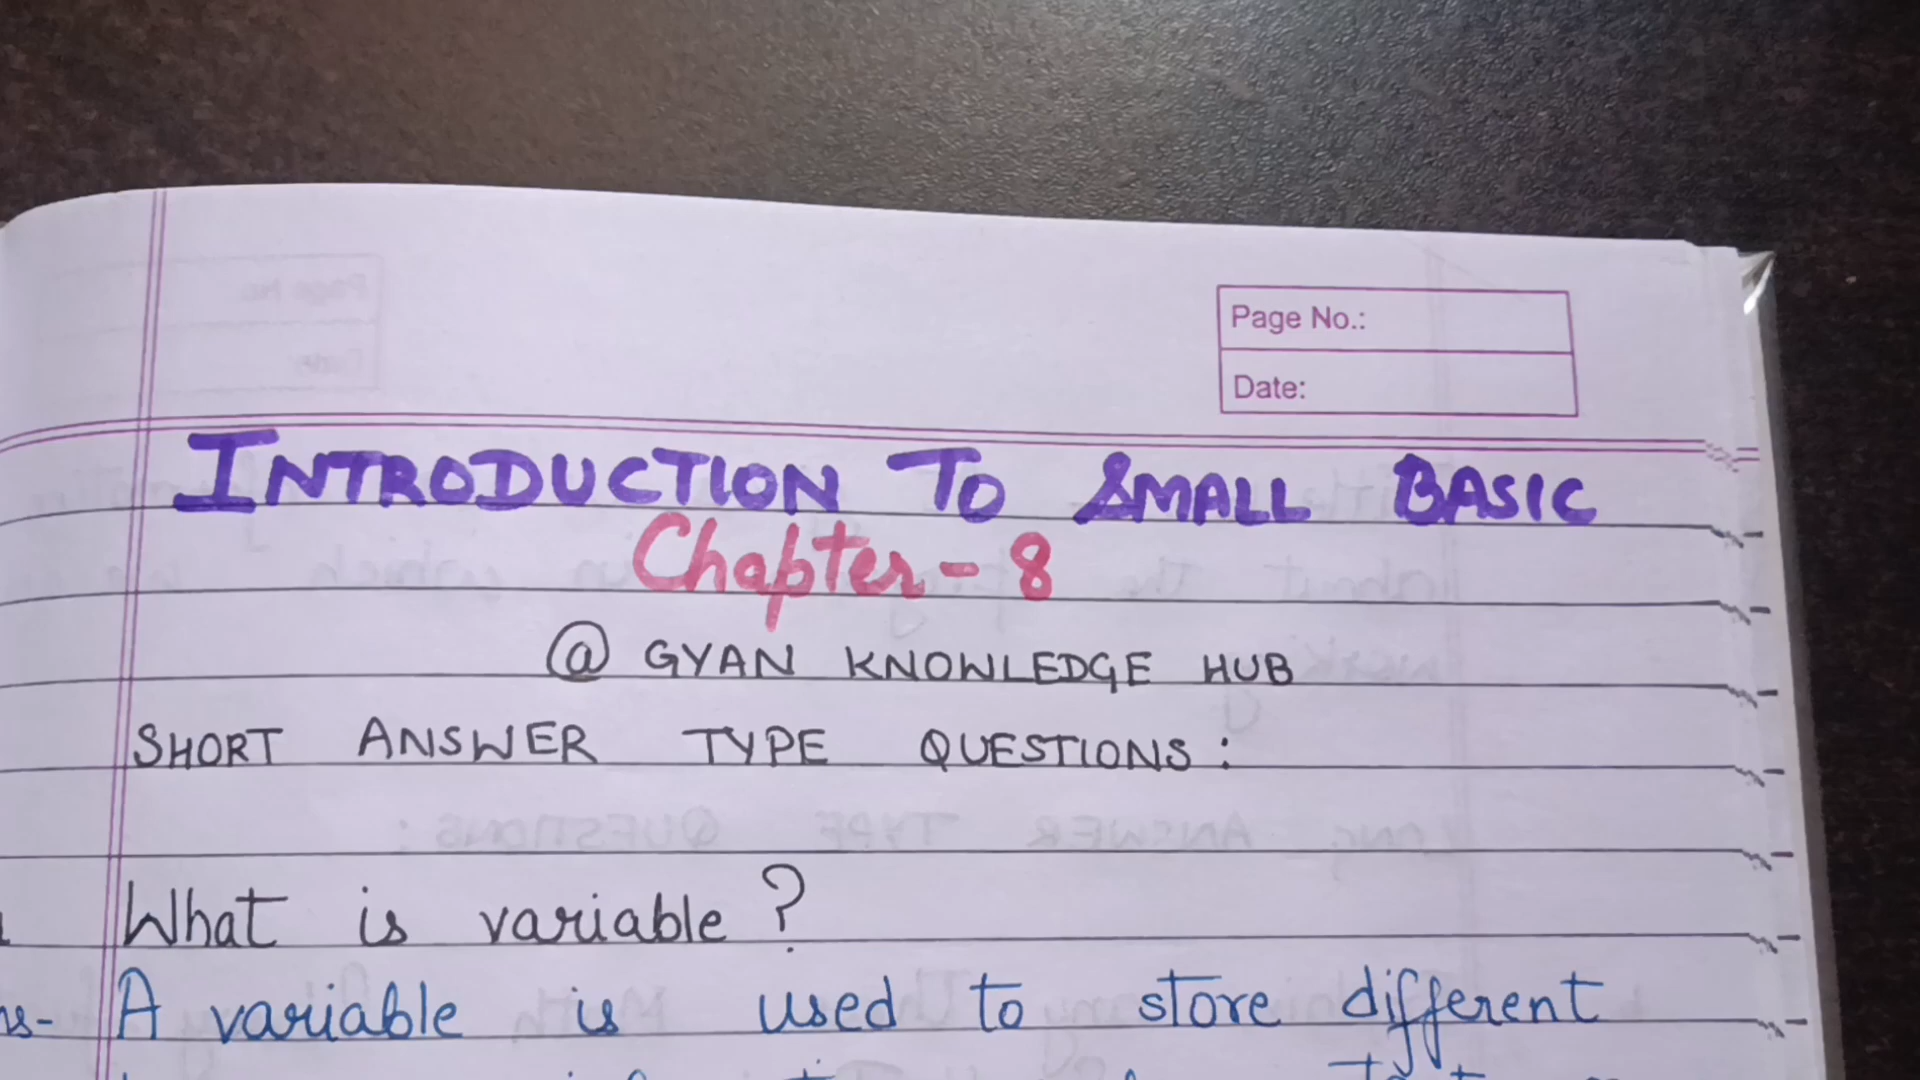 Page No.:
Date:
INTRODUCTION TO SMALL BASIC
Chapter-8
@ GYAN KNOWLEDGE HUB
SHORT ANSWER TYPE QUESTIONS:
What is variable?
A variable is used to store different